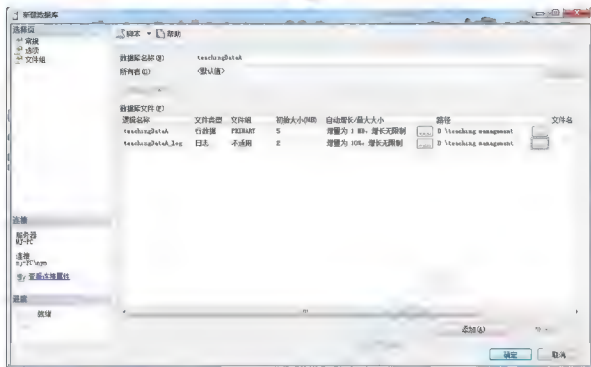 新建数据库
选择页
常规
选项
文件组
脚本 帮助
数据库名称(N) teachingDataA
所有者(O) <默认值>
数据库文件(F)
逻辑名称 文件类型 文件组 初始大小(MB) 自动增长/最大大小 路径 文件名
teachingDataA 行数据 PRIMARY 5 增量为 1 MB，增长无限制 ... D \teaching managment
teachingDataA_log 日志 不适用 2 增量为 10%，增长无限制 ... D \teaching managment
连接
服务器
MJ-PC
连接
查看连接属性
进度
就绪
添加(A)
确定 取消